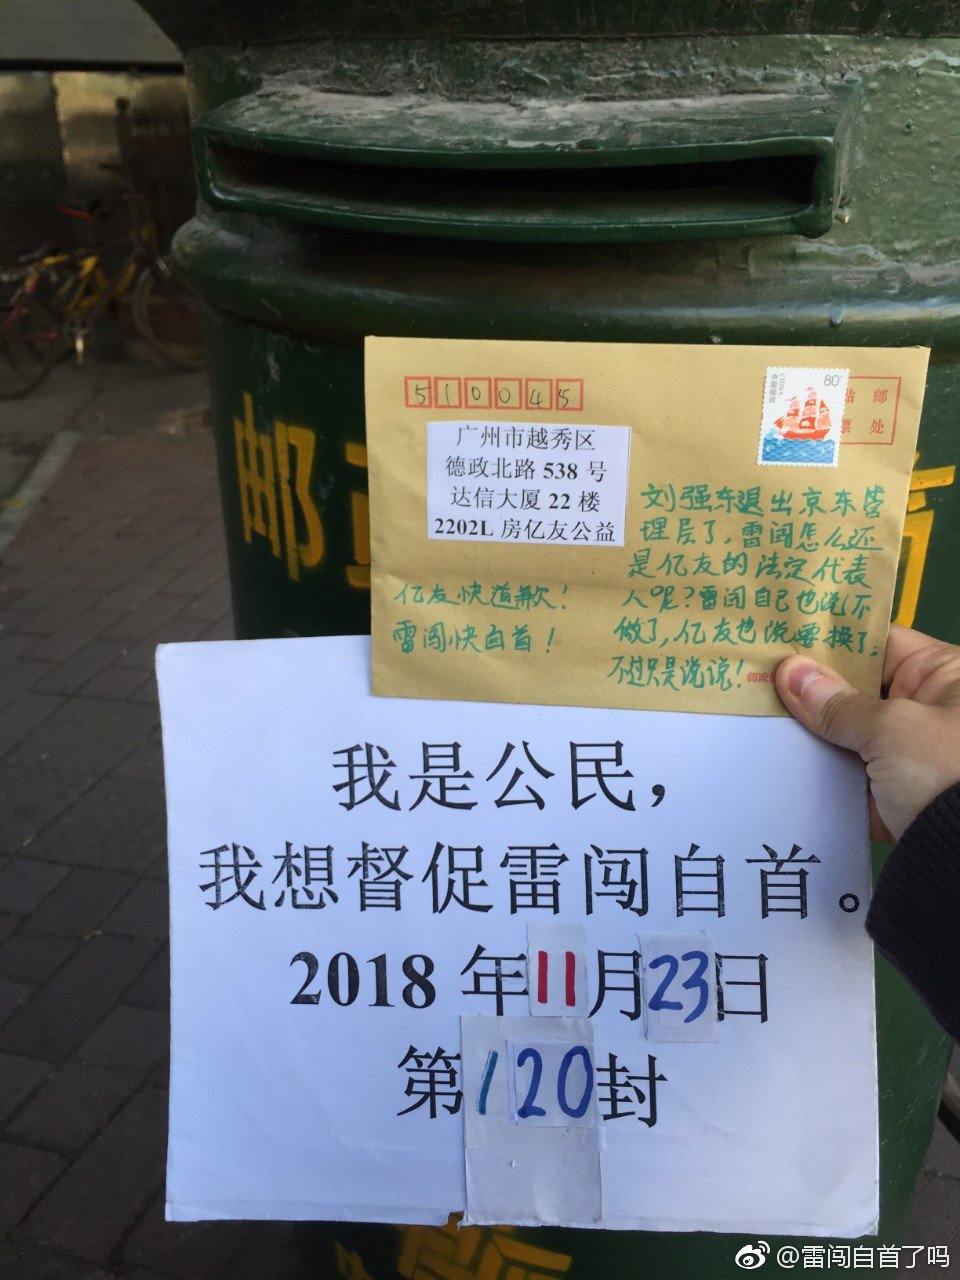 510045
中国邮政
CHINA
80
贴 邮
票 处
广州市越秀区
德政北路 538 号
达信大厦 22 楼
2202L 房亿友公益
刘强东退出京东管
理层了，雷闯怎么还
是亿友的法定代表
人呢？雷闯自己也说不
做了，亿友也说要换了，
不过只是说说！
亿友快道歉！
雷闯快自首！
邮政
邮
我是公民，
我想督促雷闯自首。
2018 年 11 月 23 日
第 120 封
@雷闯自首了吗